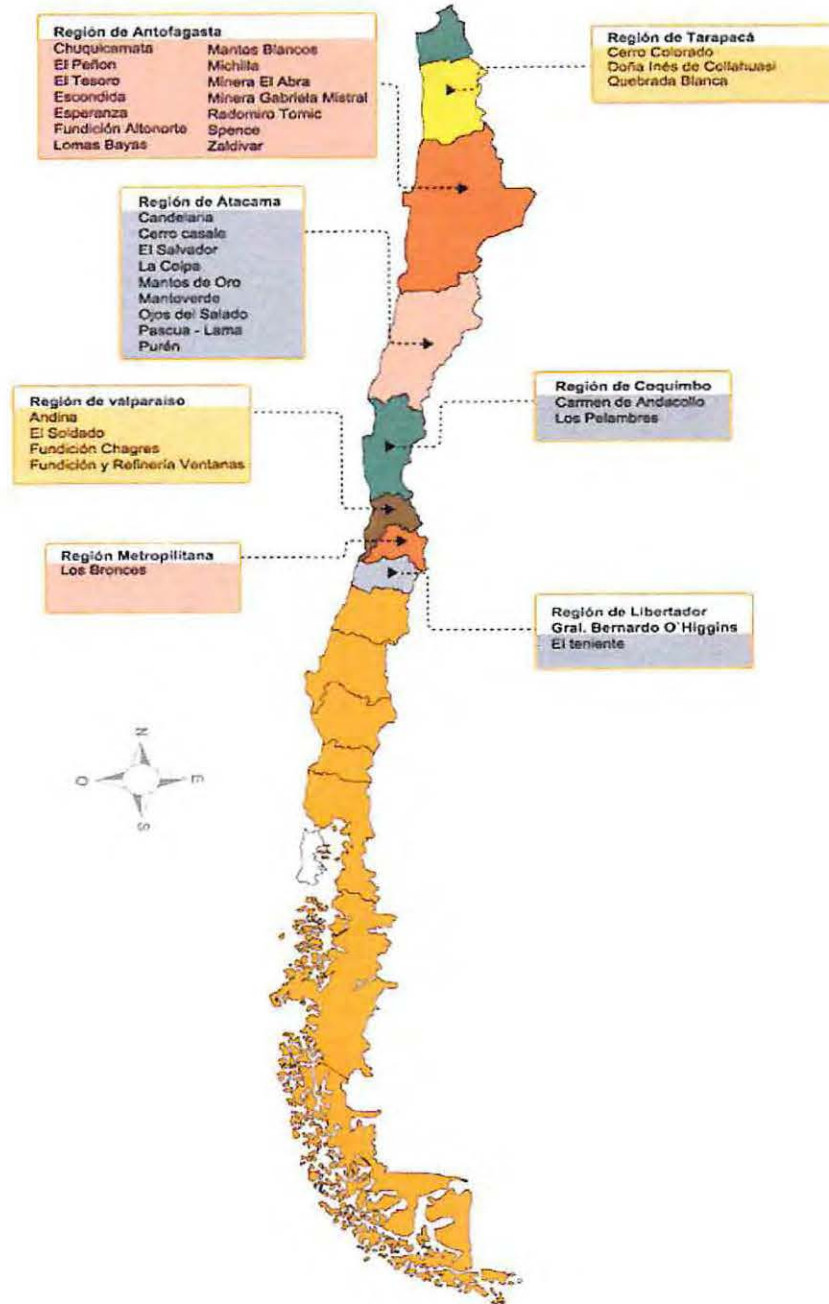 Región de Antofagasta
Chuquicamata Mantos Blancos
El Peñon Michilla
El Tesoro Minera El Abra
Escondida Minera Gabriela Mistral
Esperanza Radomiro Tomic
Fundición Altonorte Spence
Lomas Bayas Zaldivar
Región de Tarapacá
Cerro Colorado
Doña Inés de Collahuasi
Quebrada Blanca
Región de Atacama
Candelaria
Cerro casale
El Salvador
La Coipa
Mantos de Oro
Mantoverde
Ojos del Salado
Pascua - Lama
Purén
Región de valparaiso
Andina
El Soldado
Fundición Chagres
Fundición y Refinería Ventanas
Región de Coquimbo
Carmen de Andacollo
Los Pelambres
Región Metropilitana
Los Bronces
Región de Libertador
Gral. Bernardo O'Higgins
El teniente
N
O E
S